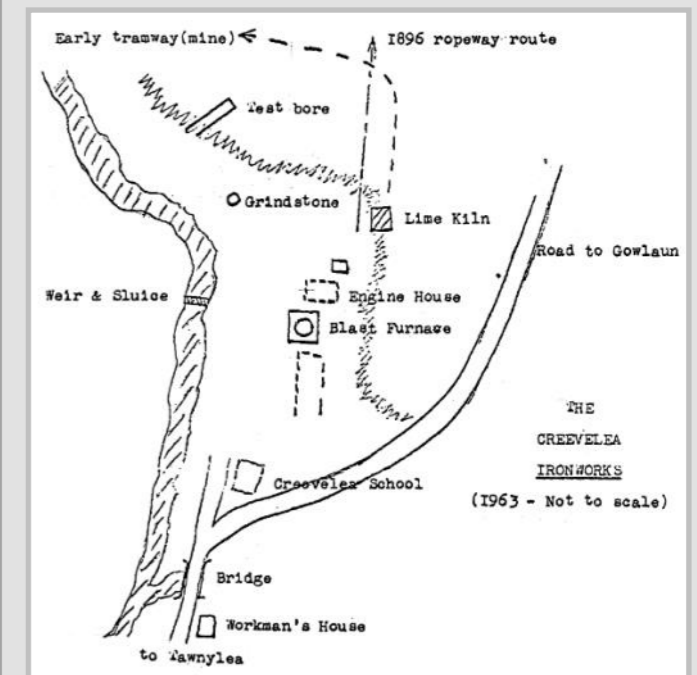 Early tramway(mine)
1896 ropeway route
Test bore
Grindstone
Lime Kiln
Road to Gowlaun
Weir & Sluice
Engine House
Blast Furnace
THE
CREEVELEA
IRONWORKS
(1963 - Not to scale)
Creevelea School
Bridge
Workman's House
to Tawnylea